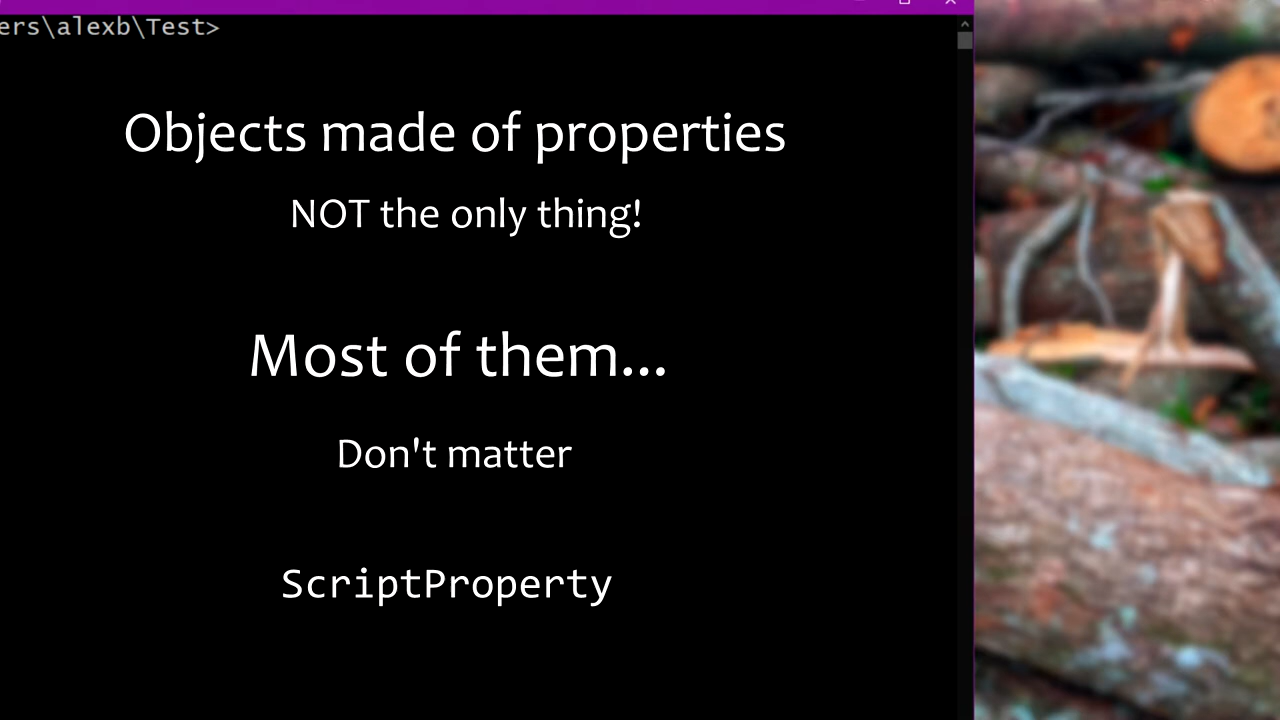 ers\alexb\Test>
Objects made of properties
NOT the only thing!
Most of them...
Don't matter
ScriptProperty